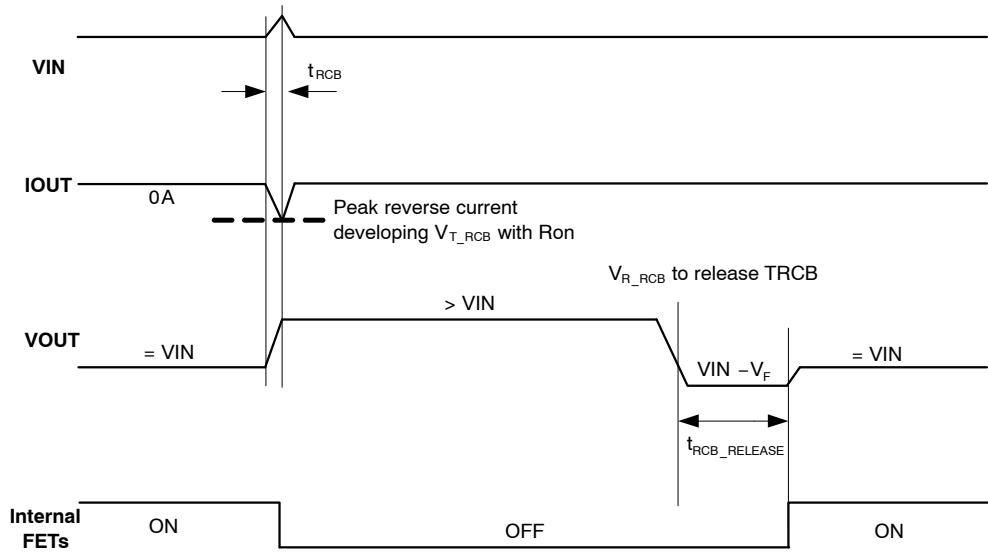 VIN
tRCB
IOUT
0A
Peak reverse current
developing VT_RCB with Ron
VR_RCB to release TRCB
> VIN
VOUT
= VIN
VIN –VF
= VIN
tRCB_RELEASE
Internal
FETs
ON
OFF
ON